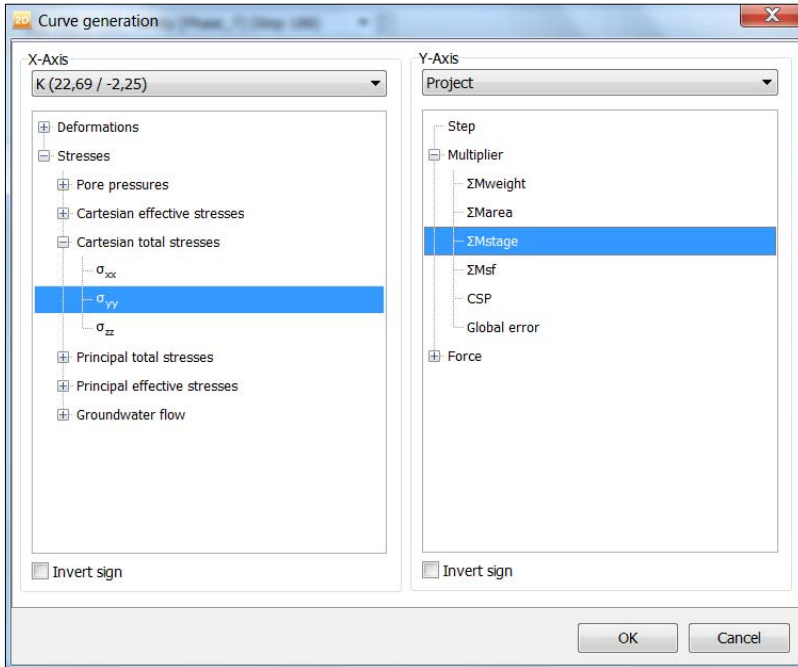 2D Curve generation
X-Axis
K (22,69 / -2,25)
Deformations
Stresses
Pore pressures
Cartesian effective stresses
Cartesian total stresses
σxx
σyy
σzz
Principal total stresses
Principal effective stresses
Groundwater flow
Invert sign
Y-Axis
Project
Step
Multiplier
ΣMweight
ΣMarea
ΣMstage
ΣMsf
CSP
Global error
Force
Invert sign
OK Cancel